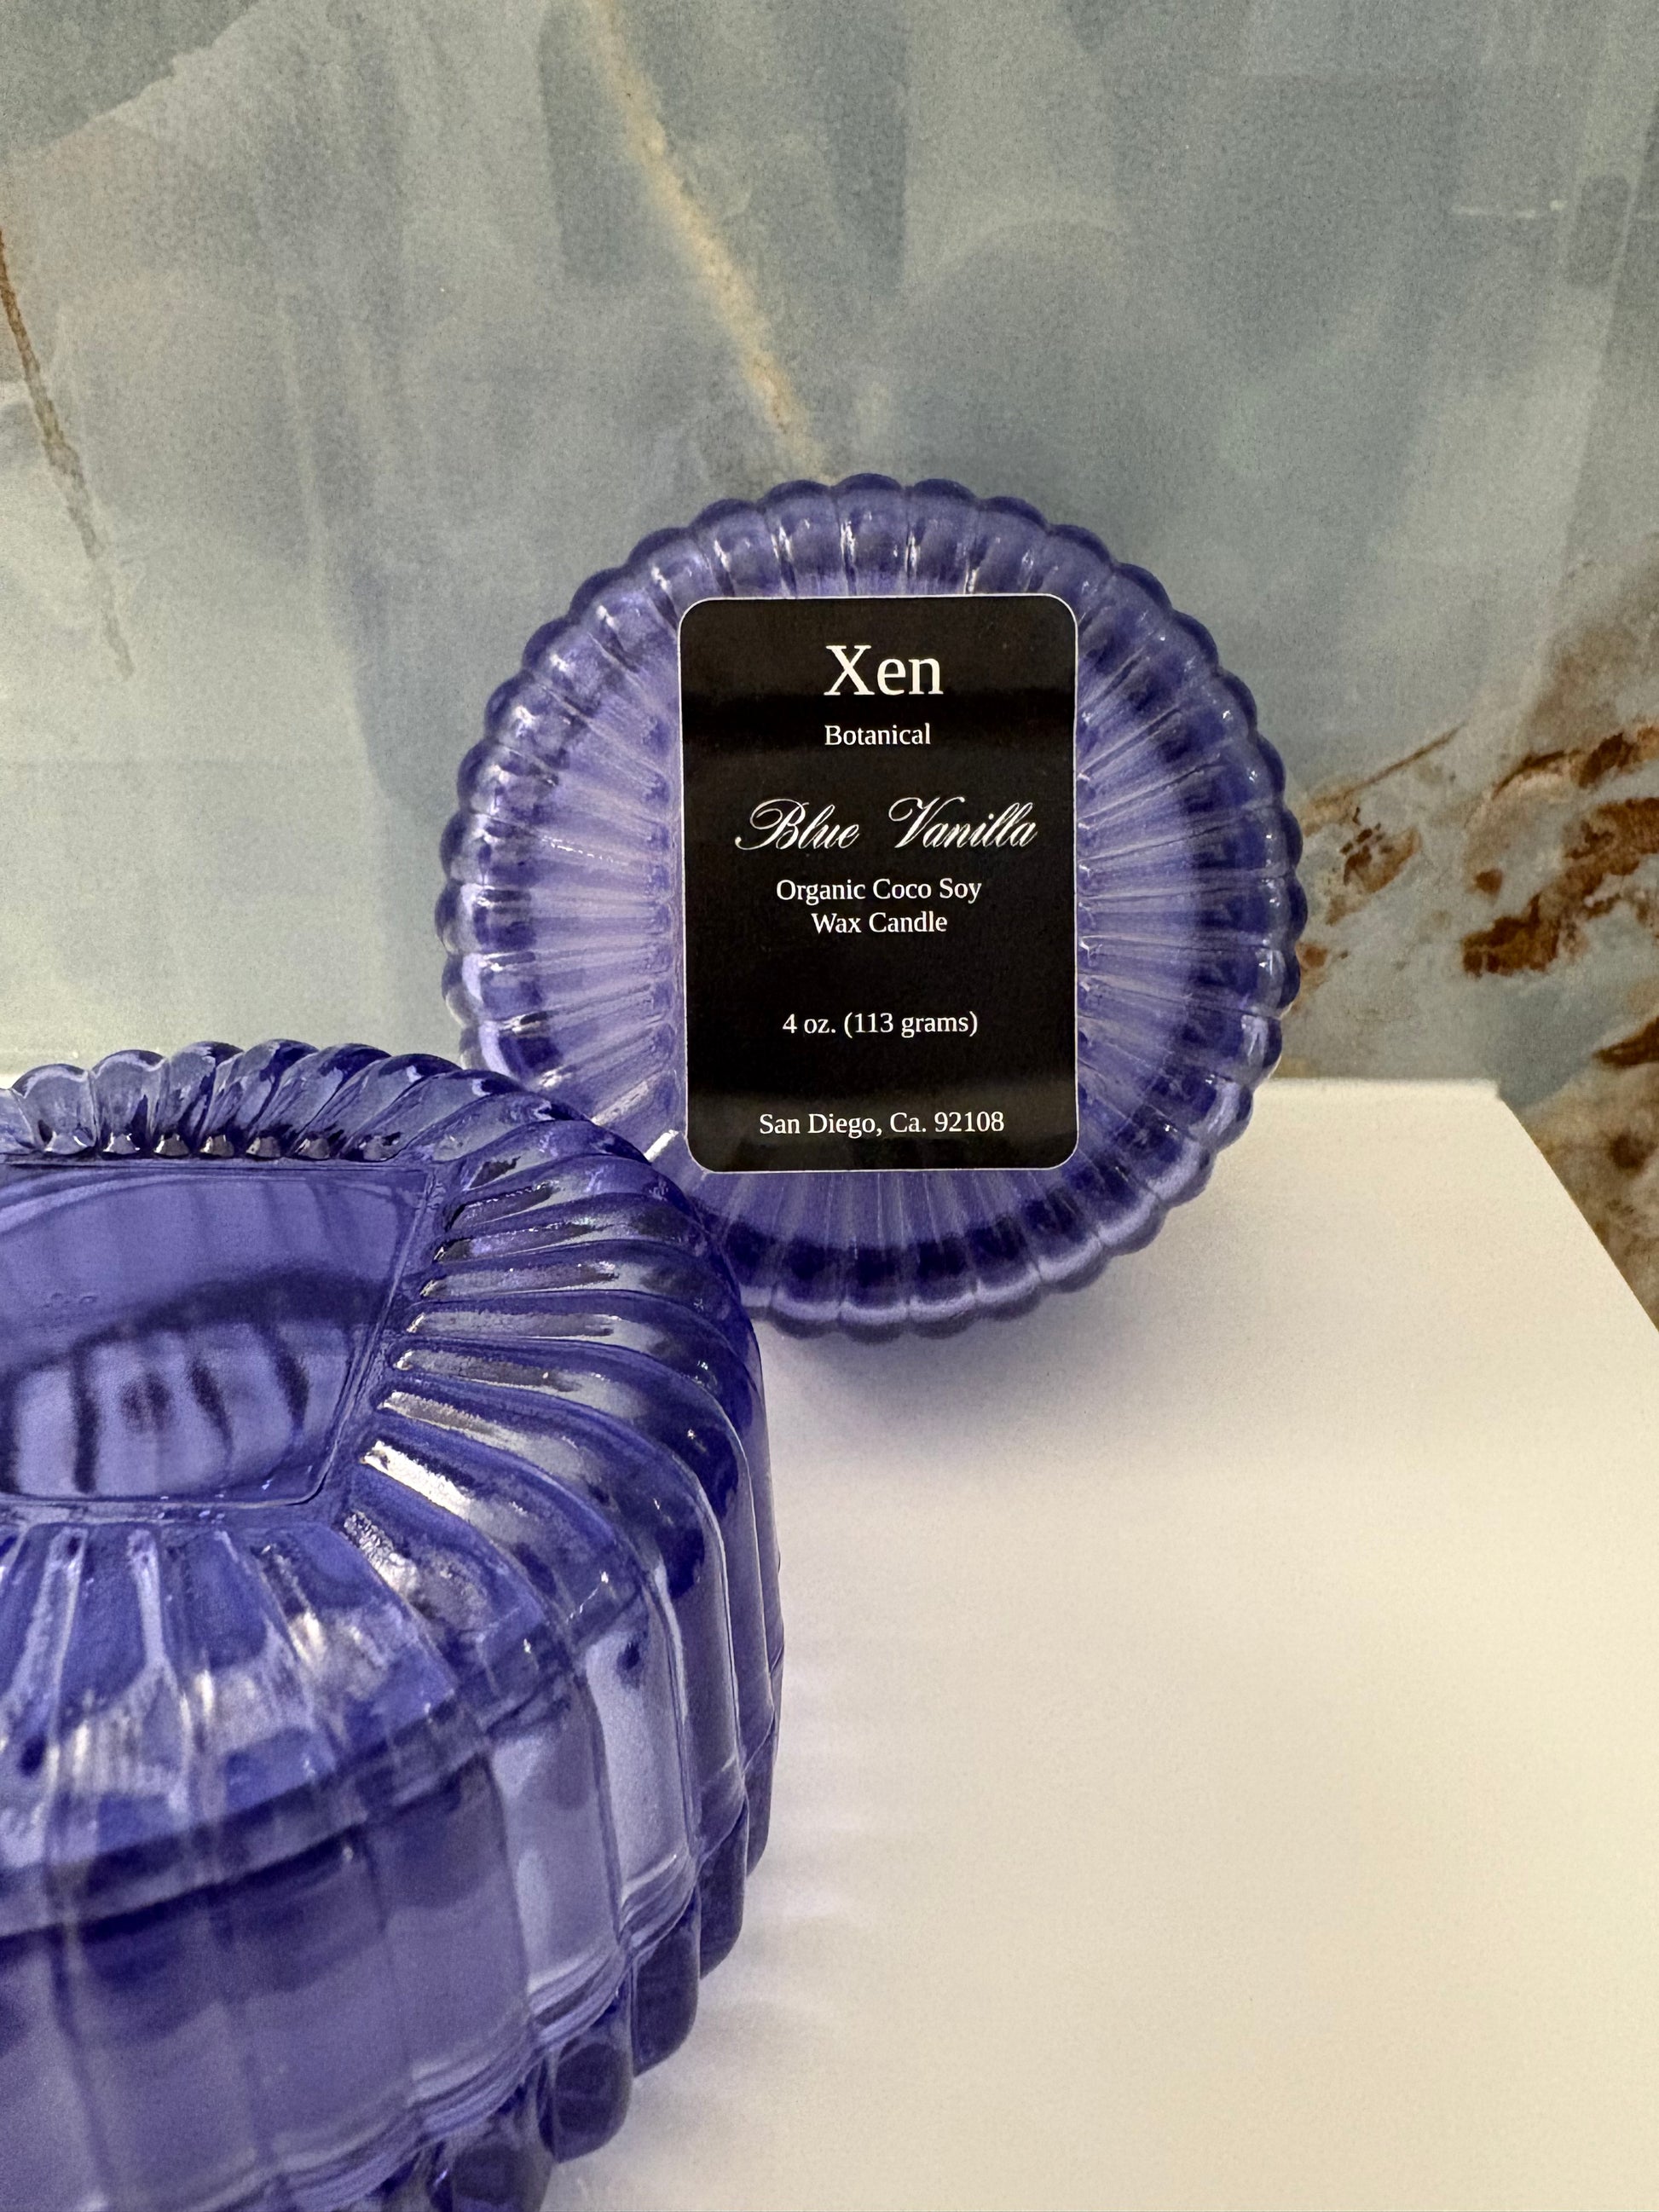 Xen
Botanical
Blue Vanilla
Organic Coco Soy
Wax Candle
4 oz. (113 grams)
San Diego, Ca. 92108